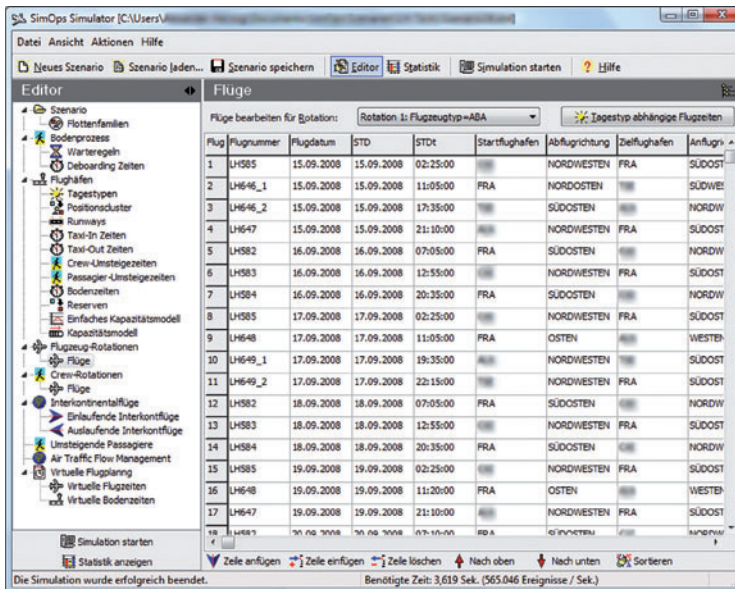 SimOps Simulator [C:\Users\
Datei Ansicht Aktionen Hilfe
Neues Szenario Szenario laden... Szenario speichern Editor Statistik Simulation starten ? Hilfe
Editor
Szenario
Flottenfamilien
Bodenprozess
Warteregeln
Deboarding Zeiten
Flughäfen
Tagestypen
Positionscluster
Runways
Taxi-In Zeiten
Taxi-Out Zeiten
Crew-Umsteigezeiten
Passagier-Umsteigezeiten
Bodenzeiten
Reserven
Einfaches Kapazitätsmodell
Kapazitätsmodell
Flugzeug-Rotationen
Flüge
Crew-Rotationen
Flüge
Interkontinentalflüge
Einlaufende Interkontflüge
Auslaufende Interkontflüge
Umsteigende Passagiere
Air Traffic Flow Management
Virtuelle Flugplanng
Virtuelle Flugzeiten
Virtuelle Bodenzeiten
Simulation starten
Statistik anzeigen
Flüge
Flüge bearbeiten für Rotation: Rotation 1: Flugzeugtyp=ABA Tagestyp abhängige Flugzeiten
Flug Flugnummer Flugdatum STD STDt Startflughafen Abflugrichtung Zielflughafen Anflugri
1 LH585 15.09.2008 15.09.2008 02:25:00 NORDWESTEN FRA SÜDOST
2 LH646_1 15.09.2008 15.09.2008 11:05:00 FRA NORDOSTEN SÜDWES
3 LH646_2 15.09.2008 15.09.2008 17:35:00 SÜDOSTEN NORDW
4 LH647 15.09.2008 15.09.2008 21:10:00 NORDWESTEN FRA SÜDOST
5 LH582 16.09.2008 16.09.2008 07:05:00 FRA SÜDOSTEN NORDW
6 LH583 16.09.2008 16.09.2008 12:55:00 NORDWESTEN FRA SÜDOST
7 LH584 16.09.2008 16.09.2008 20:35:00 FRA SÜDOSTEN NORDW
8 LH585 17.09.2008 17.09.2008 02:25:00 NORDWESTEN FRA SÜDOST
9 LH648 17.09.2008 17.09.2008 11:05:00 FRA OSTEN WESTEN
10 LH649_1 17.09.2008 17.09.2008 19:35:00 NORDWESTEN SÜDOST
11 LH649_2 17.09.2008 17.09.2008 22:15:00 NORDWESTEN FRA SÜDOST
12 LH582 18.09.2008 18.09.2008 07:05:00 FRA SÜDOSTEN NORDW
13 LH583 18.09.2008 18.09.2008 12:55:00 NORDWESTEN FRA SÜDOST
14 LH584 18.09.2008 18.09.2008 20:35:00 FRA SÜDOSTEN NORDW
15 LH585 19.09.2008 19.09.2008 02:25:00 NORDWESTEN FRA SÜDOST
16 LH648 19.09.2008 19.09.2008 11:20:00 FRA OSTEN WESTEN
17 LH647 19.09.2008 19.09.2008 21:10:00 NORDWESTEN FRA SÜDOST
18 LH582 20.09.2008 20.09.2008 07:10:00 FRA SÜDOSTEN NORDW
Zeile anfügen Zeile einfügen Zeile löschen Nach oben Nach unten Sortieren
Die Simulation wurde erfolgreich beendet. Benötigte Zeit: 3,619 Sek. (565.046 Ereignisse / Sek.)